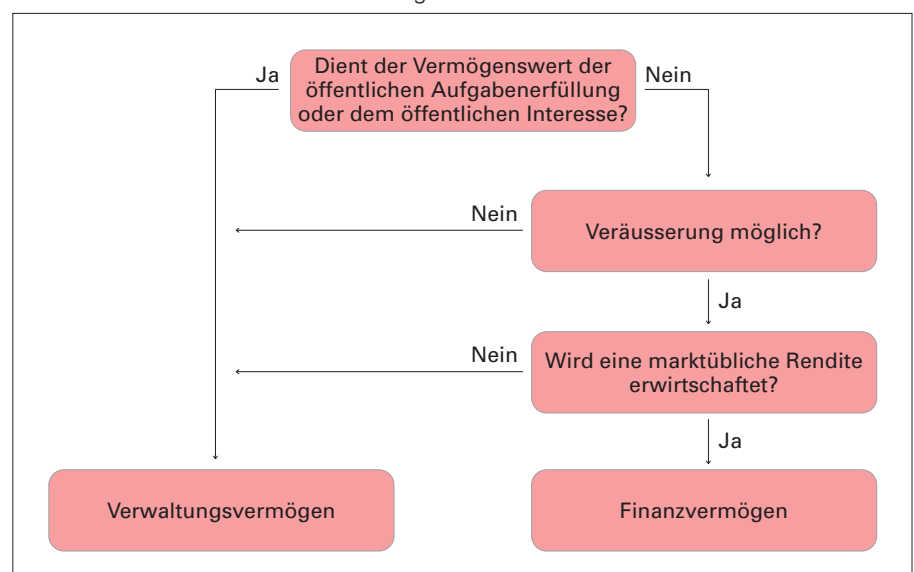 Ja
Dient der Vermögenswert der
öffentlichen Aufgabenerfüllung
oder dem öffentlichen Interesse?
Nein
Nein
Veräusserung möglich?
Ja
Nein
Wird eine marktübliche Rendite
erwirtschaftet?
Ja
Verwaltungsvermögen
Finanzvermögen